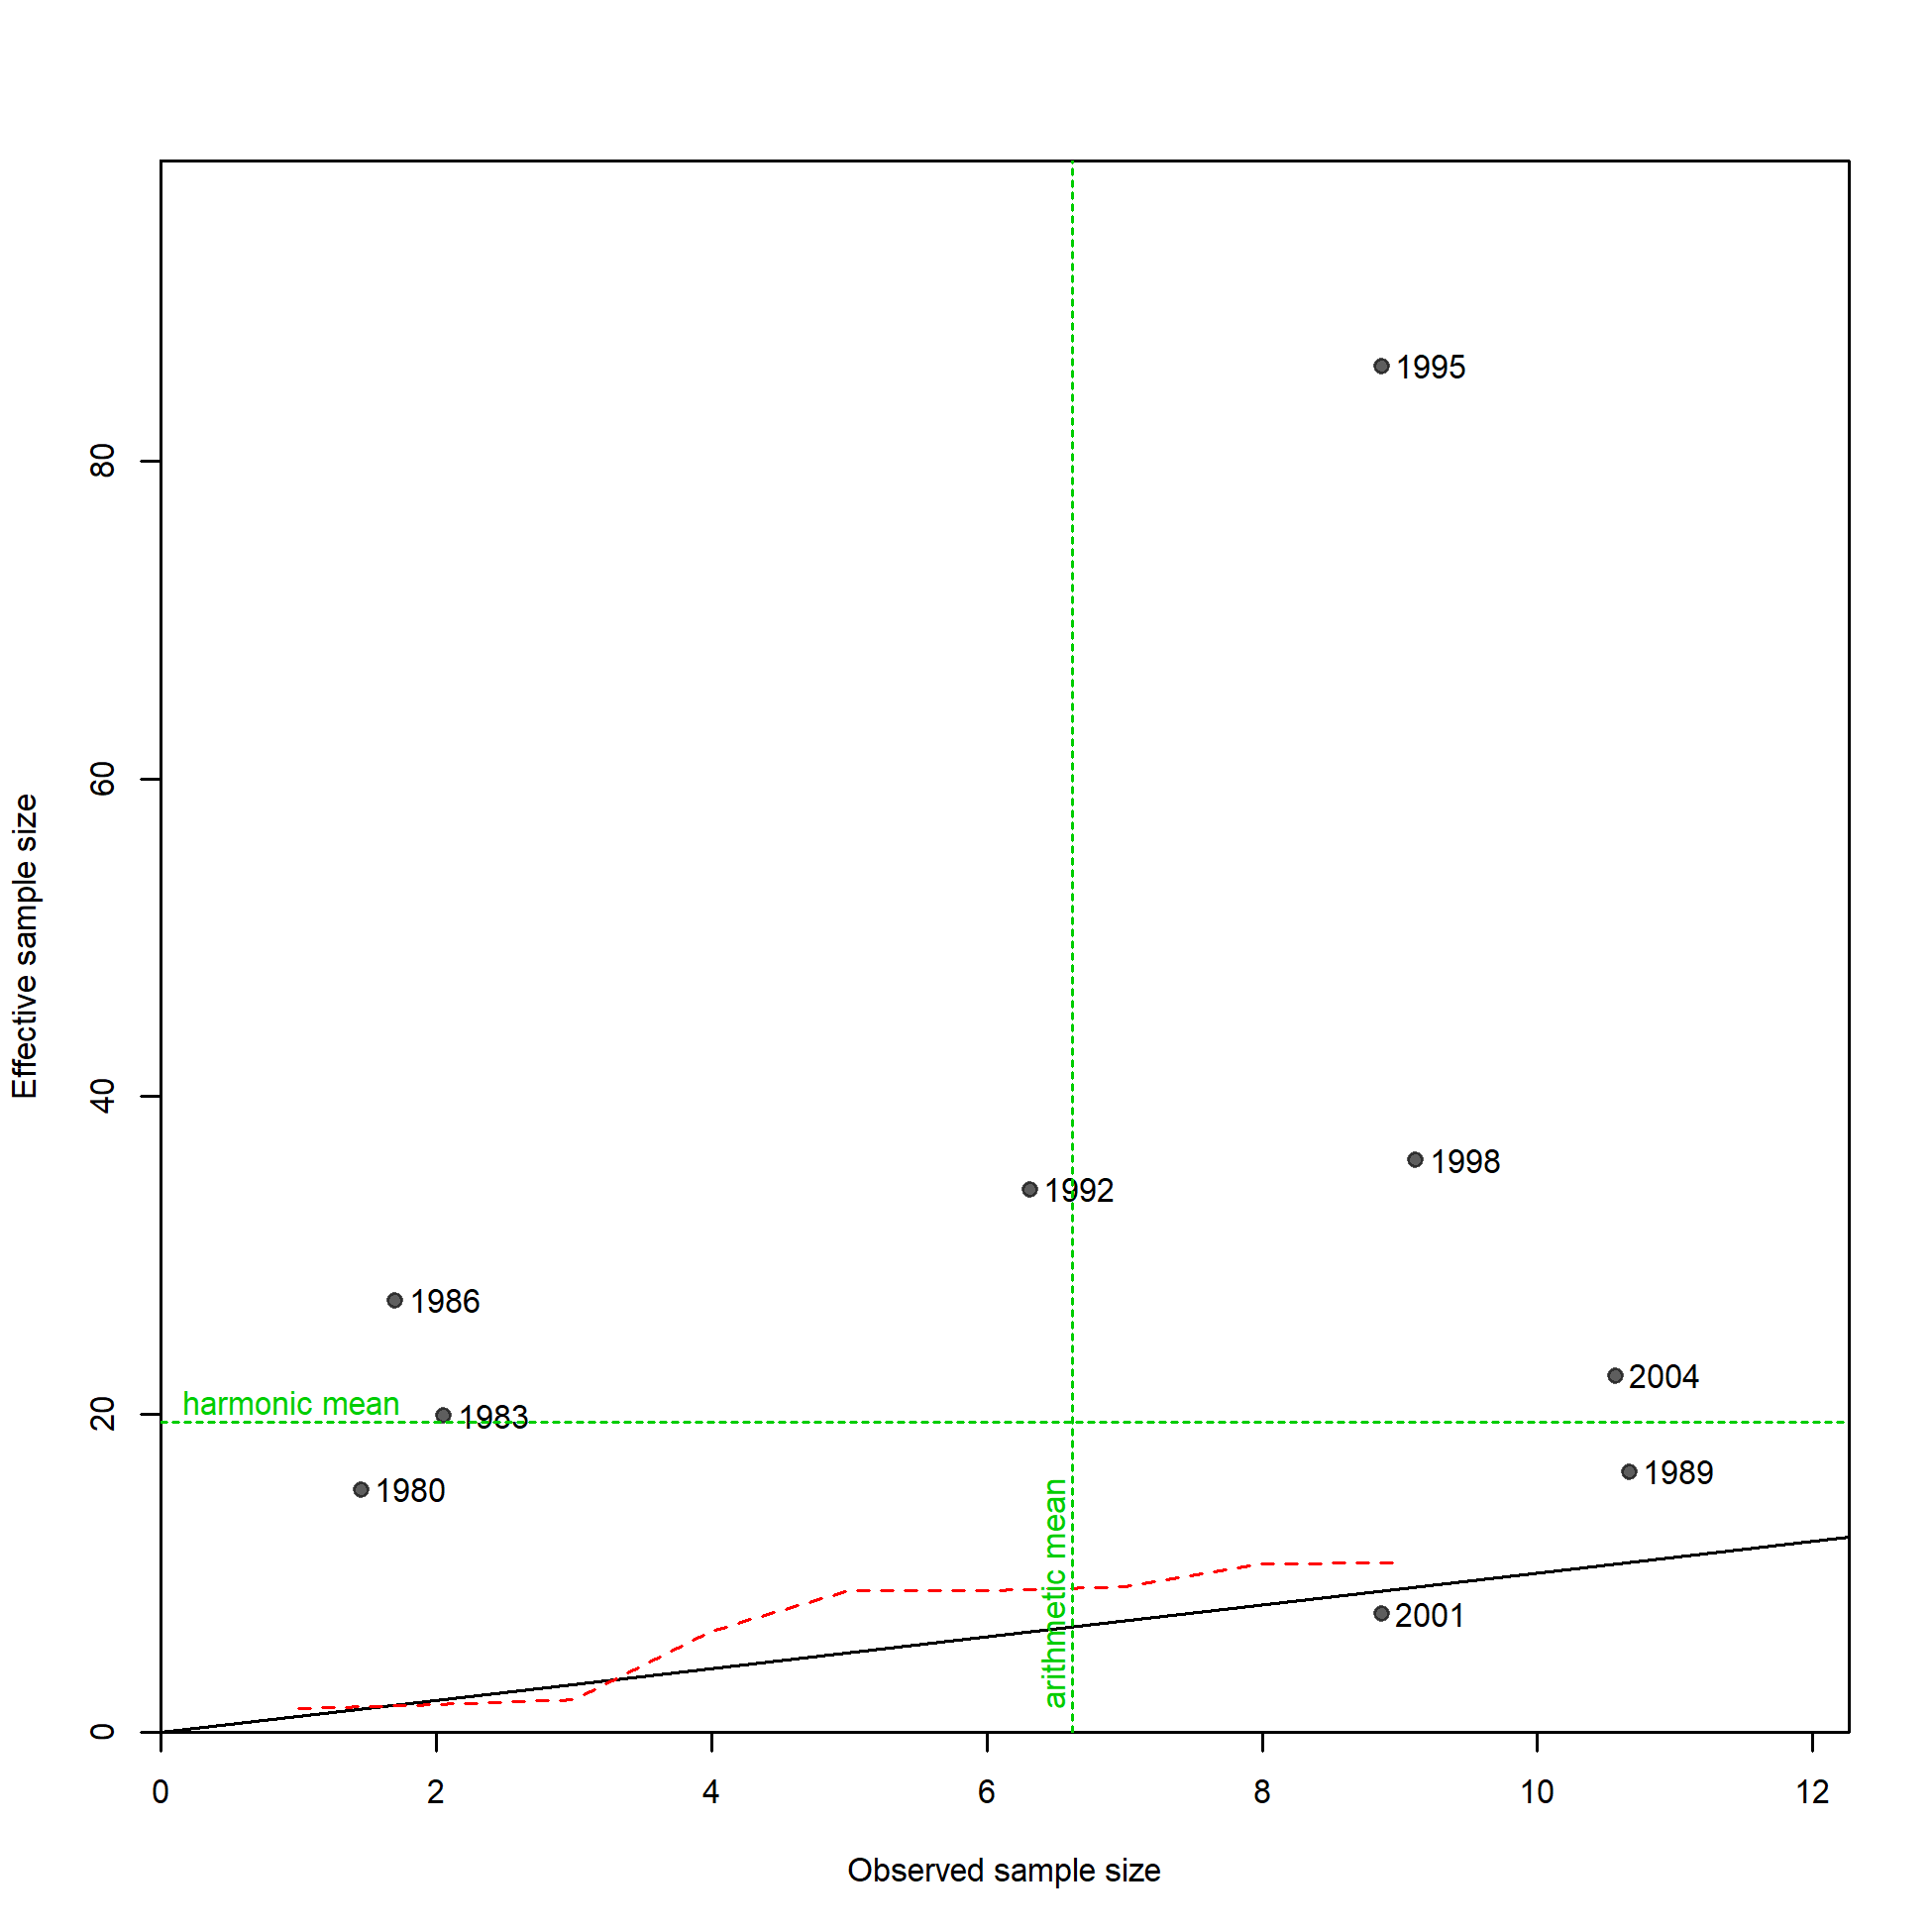 1995
80
60
Effective sample size
40
1998
1992
1986
2004
harmonic mean
20
1983
1989
1980
arithmetic mean
2001
0
0 2 4 6 8 10 12
Observed sample size